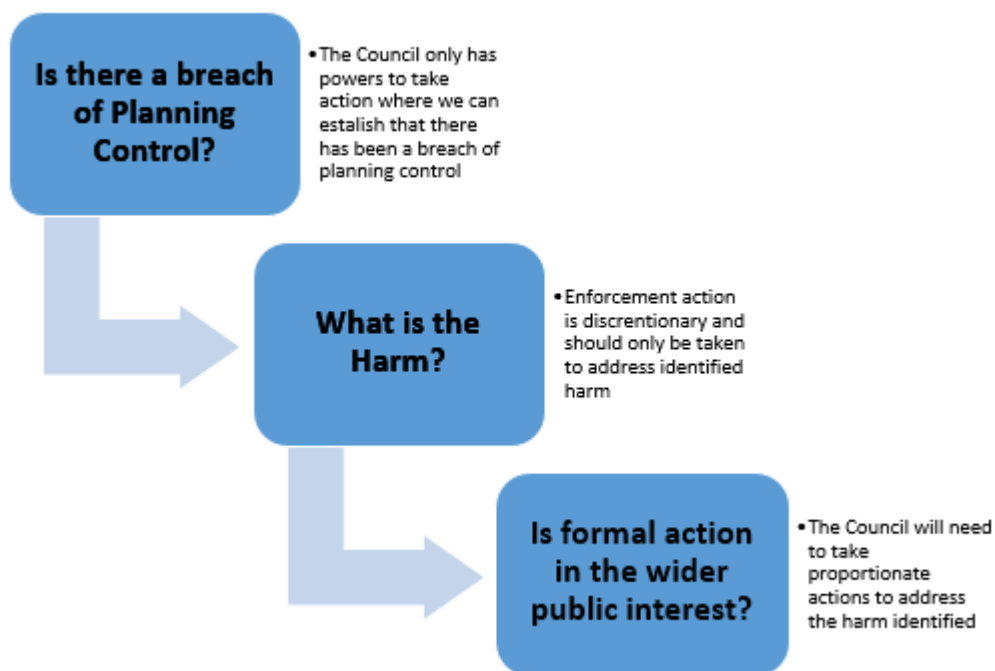 Is there a breach
of Planning
Control?
•The Council only has
powers to take
action where we can
estalish that there
has been a breach of
planning control
What is the
Harm?
•Enforcement action
is discrentionary and
should only be taken
to address identified
harm
Is formal action
in the wider
public interest?
•The Council will need
to take
proportionate
actions to address
the harm identified